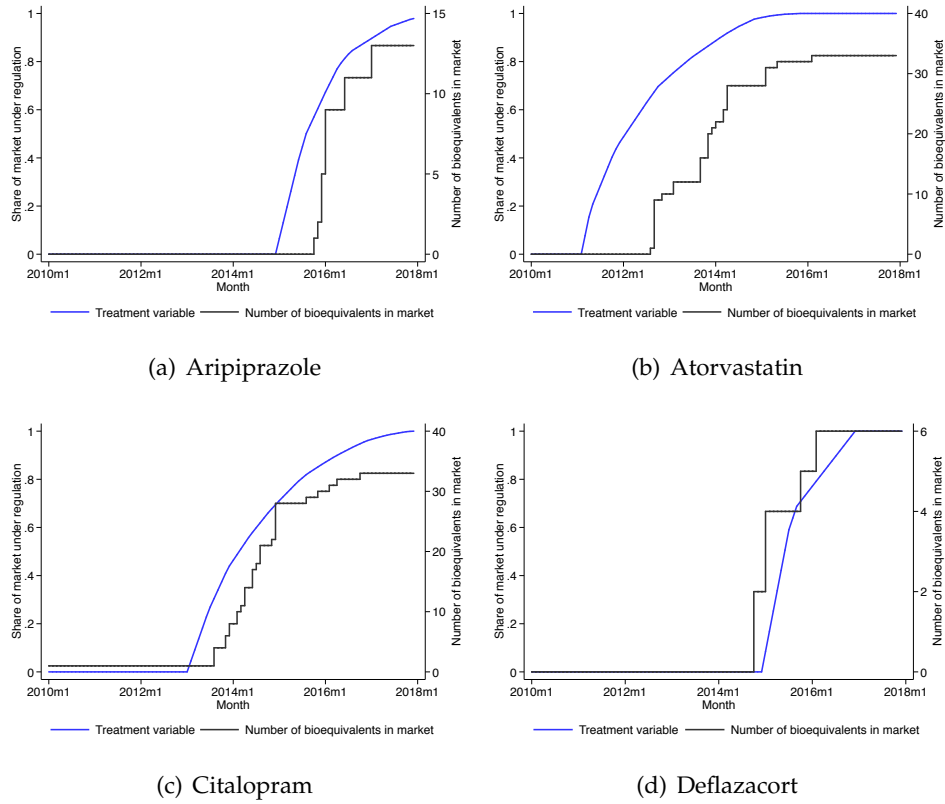 Share of market under regulation
1
.8
.6
.4
.2
0
15
10
5
0
Number of bioequivalents in market
2010m1 2012m1 2014m1 2016m1 2018m1
Month
Treatment variable Number of bioequivalents in market
(a) Aripiprazole
Share of market under regulation
1
.8
.6
.4
.2
0
40
30
20
10
0
Number of bioequivalents in market
2010m1 2012m1 2014m1 2016m1 2018m1
Month
Treatment variable Number of bioequivalents in market
(b) Atorvastatin
Share of market under regulation
1
.8
.6
.4
.2
0
40
30
20
10
0
Number of bioequivalents in market
2010m1 2012m1 2014m1 2016m1 2018m1
Month
Treatment variable Number of bioequivalents in market
(c) Citalopram
Share of market under regulation
1
.8
.6
.4
.2
0
6
4
2
0
Number of bioequivalents in market
2010m1 2012m1 2014m1 2016m1 2018m1
Month
Treatment variable Number of bioequivalents in market
(d) Deflazacort